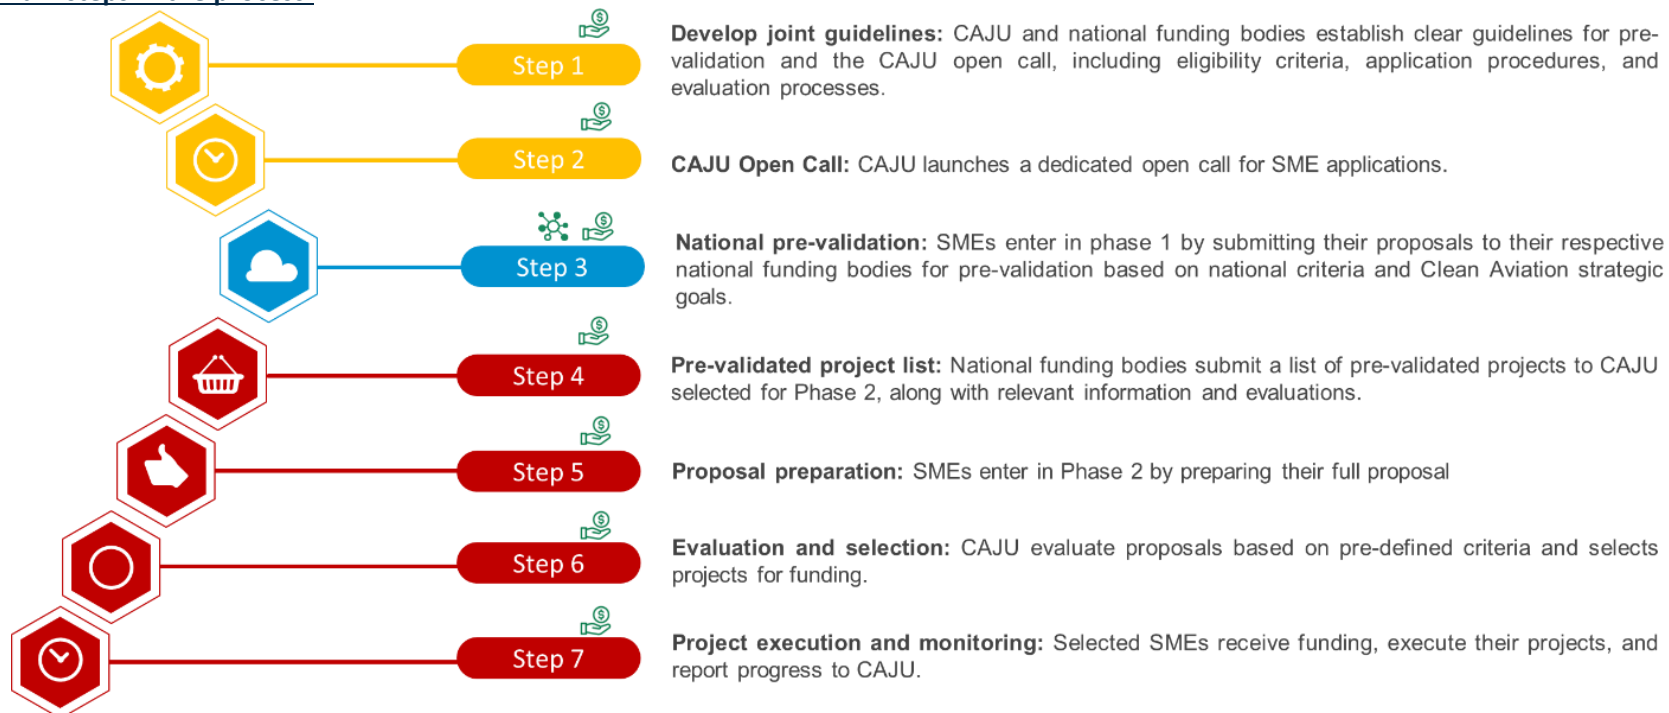 Step 1
Develop joint guidelines: CAJU and national funding bodies establish clear guidelines for pre-
validation and the CAJU open call, including eligibility criteria, application procedures, and
evaluation processes.
Step 2
CAJU Open Call: CAJU launches a dedicated open call for SME applications.
Step 3
National pre-validation: SMEs enter in phase 1 by submitting their proposals to their respective
national funding bodies for pre-validation based on national criteria and Clean Aviation strategic
goals.
Step 4
Pre-validated project list: National funding bodies submit a list of pre-validated projects to CAJU
selected for Phase 2, along with relevant information and evaluations.
Step 5
Proposal preparation: SMEs enter in Phase 2 by preparing their full proposal
Step 6
Evaluation and selection: CAJU evaluate proposals based on pre-defined criteria and selects
projects for funding.
Step 7
Project execution and monitoring: Selected SMEs receive funding, execute their projects, and
report progress to CAJU.